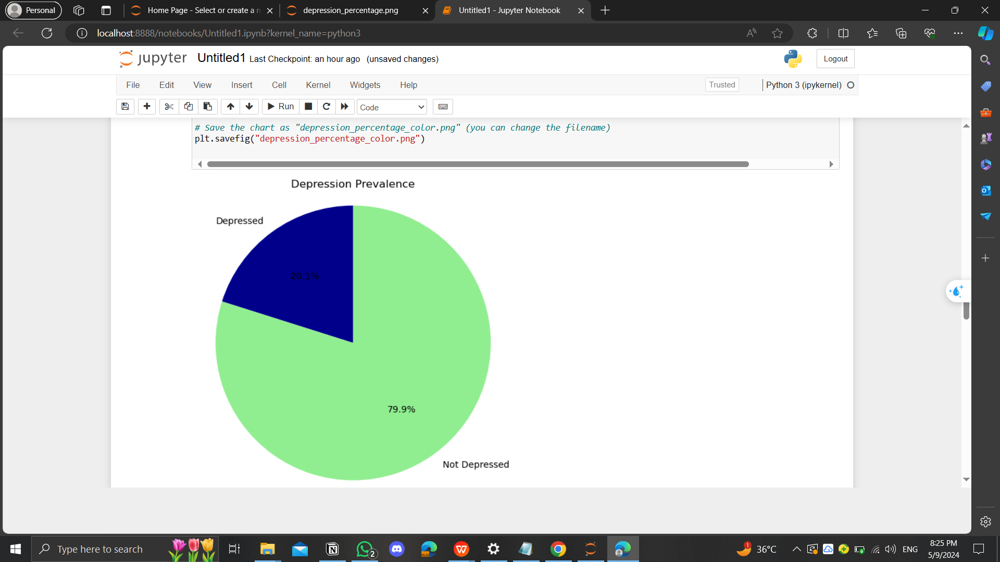 Personal
Home Page - Select or create a n
depression_percentage.png
Untitled1 - Jupyter Notebook
localhost:8888/notebooks/Untitled1.ipynb?kernel_name=python3
jupyter Untitled1 Last Checkpoint: an hour ago (unsaved changes)
Logout
File Edit View Insert Cell Kernel Widgets Help
Trusted
Python 3 (ipykernel)
Run
Code
# Save the chart as "depression_percentage_color.png" (you can change the filename)
plt.savefig("depression_percentage_color.png")
Depression Prevalence
Depressed
20.1%
79.9%
Not Depressed
Type here to search
2
1
36°C
ENG
8:25 PM
5/9/2024